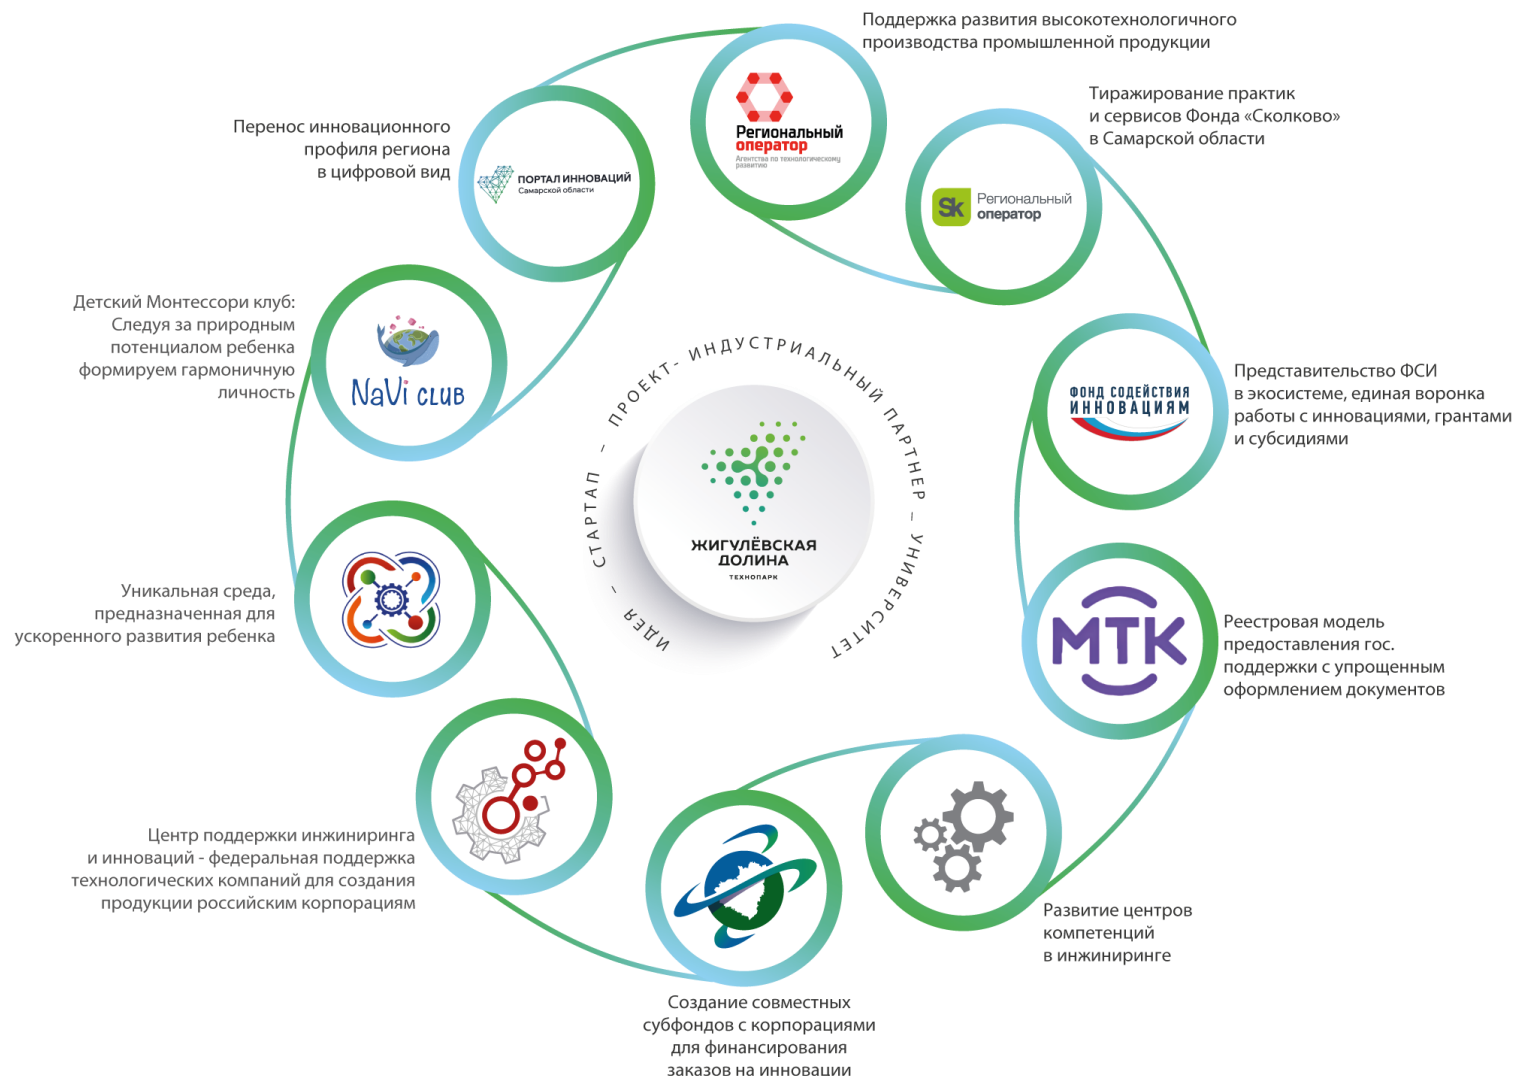 Поддержка развития высокотехнологичного
производства промышленной продукции
Региональный
оператор
Агентства по технологическому
развитию
Тиражирование практик
и сервисов Фонда «Сколково»
в Самарской области
Sk
Региональный
оператор
Перенос инновационного
профиля региона
в цифровой вид
ПОРТАЛ ИННОВАЦИЙ
Самарской области
Детский Монтессори клуб:
Следуя за природным
потенциалом ребенка
формируем гармоничную
личность
NaVi CLUB
ИДЕЯ – СТАРТАП – ПРОЕКТ- ИНДУСТРИАЛЬНЫЙ ПАРТНЕР – УНИВЕРСИТЕТ
ЖИГУЛЁВСКАЯ
ДОЛИНА
ТЕХНОПАРК
ФОНД СОДЕЙСТВИЯ
ИННОВАЦИЯМ
Представительство ФСИ
в экосистеме, единая воронка
работы с инновациями, грантами
и субсидиями
Уникальная среда,
предназначенная для
ускоренного развития ребенка
МТК
Реестровая модель
предоставления гос.
поддержки с упрощенным
оформлением документов
Центр поддержки инжиниринга
и инноваций - федеральная поддержка
технологических компаний для создания
продукции российским корпорациям
Развитие центров
компетенций
в инжиниринге
Создание совместных
субфондов с корпорациями
для финансирования
заказов на инновации